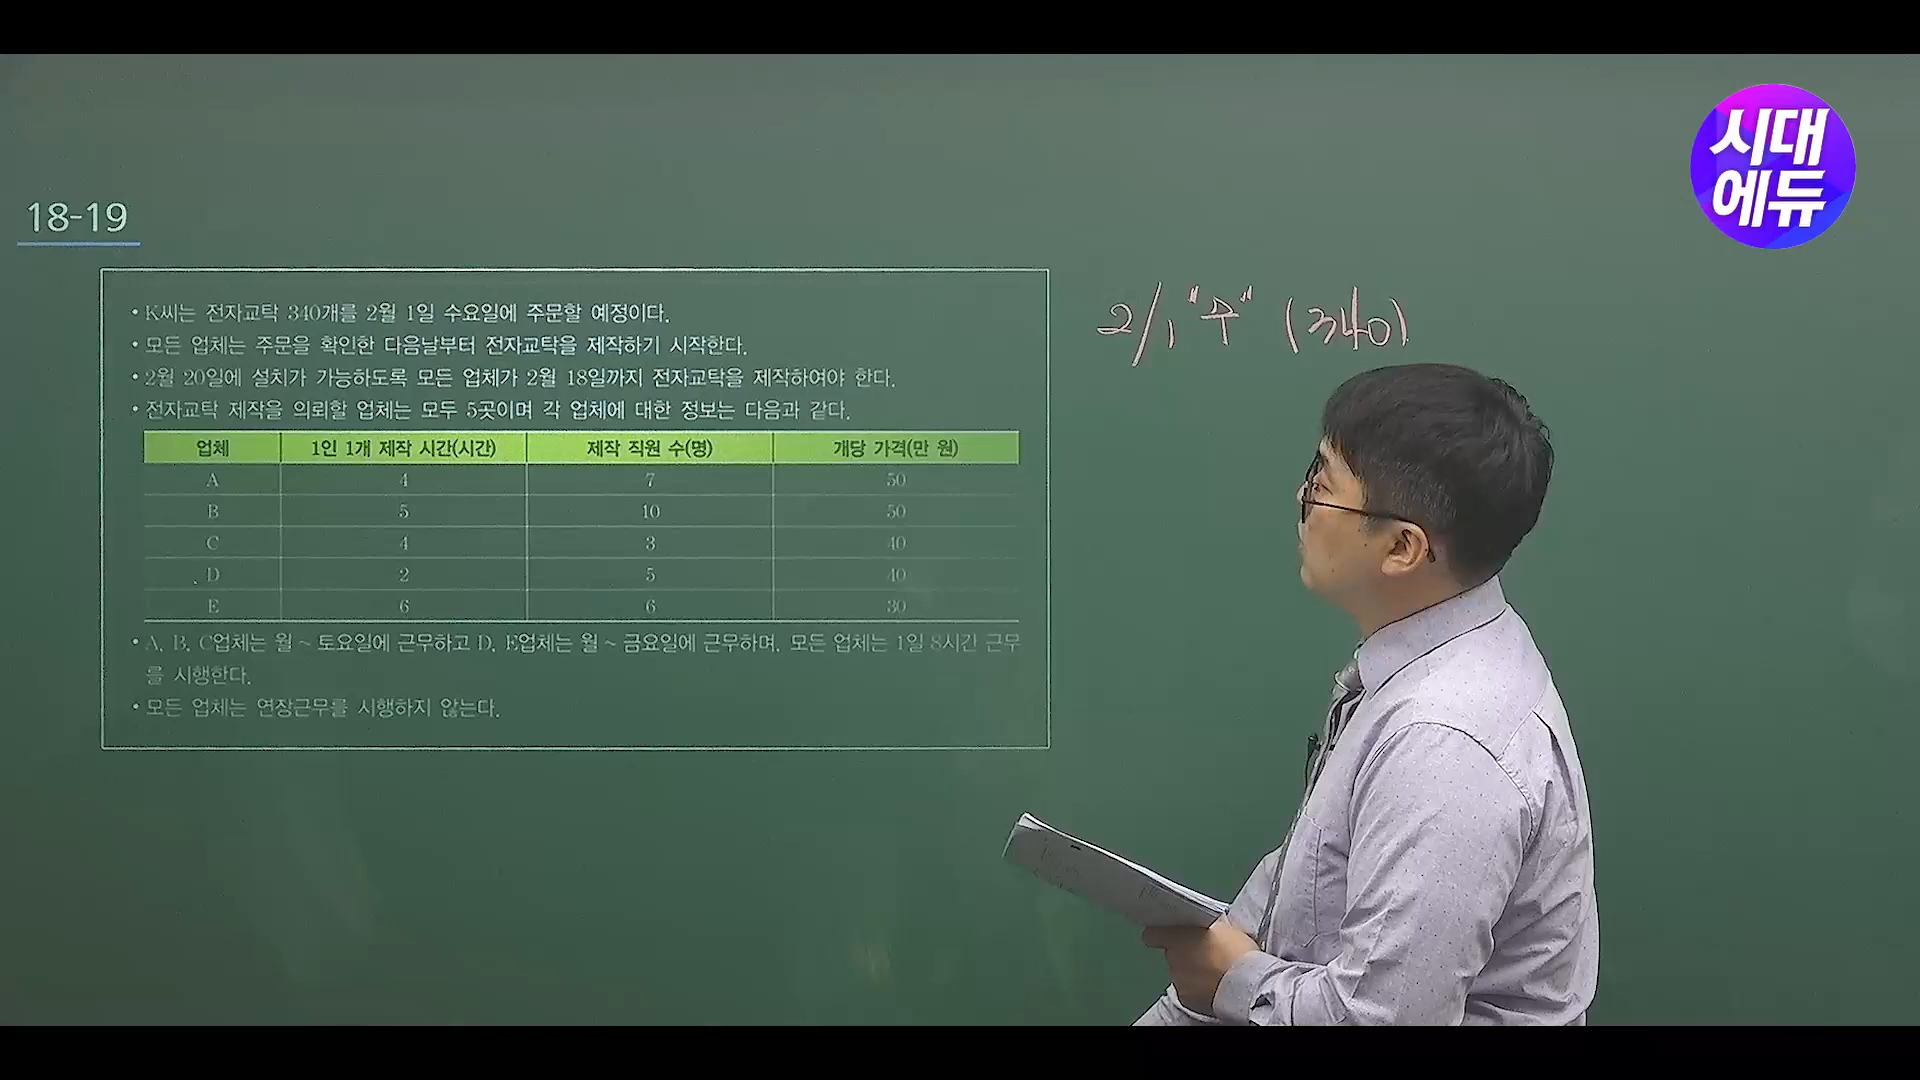 시대
에듀
18-19
• K씨는 전자교탁 340개를 2월 1일 수요일에 주문할 예정이다.
• 모든 업체는 주문을 확인한 다음날부터 전자교탁을 제작하기 시작한다.
• 2월 20일에 설치가 가능하도록 모든 업체가 2월 18일까지 전자교탁을 제작하여야 한다.
• 전자교탁 제작을 의뢰할 업체는 모두 5곳이며 각 업체에 대한 정보는 다음과 같다.
업체 1인 1개 제작 시간(시간) 제작 직원 수(명) 개당 가격(만 원)
A 4 7 50
B 5 10 50
C 4 3 40
D 2 5 40
E 6 6 30
• A, B, C업체는 월 ~ 토요일에 근무하고 D, E업체는 월 ~ 금요일에 근무하며, 모든 업체는 1일 8시간 근무
를 시행한다.
• 모든 업체는 연장근무를 시행하지 않는다.
2/1 "주" (340)